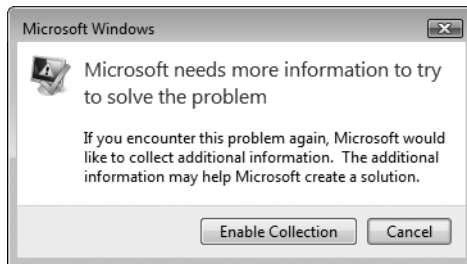 Microsoft Windows
Microsoft needs more information to try
to solve the problem
If you encounter this problem again, Microsoft would
like to collect additional information. The additional
information may help Microsoft create a solution.
Enable Collection
Cancel